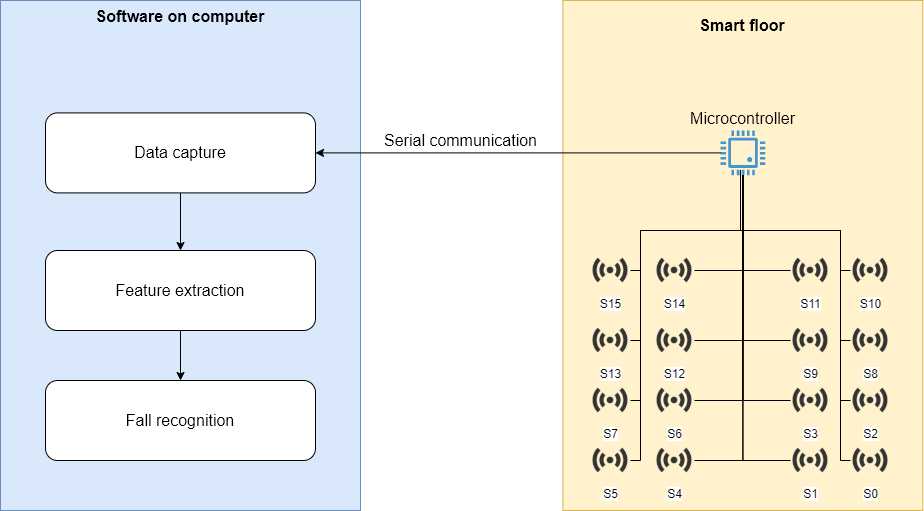 Software on computer
Data capture
Feature extraction
Fall recognition
Serial communication
Smart floor
Microcontroller
S15 S14 S11 S10
S13 S12 S9 S8
S7 S6 S3 S2
S5 S4 S1 S0